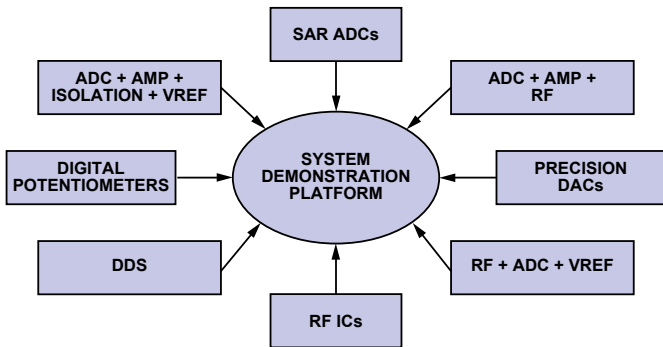 SAR ADCs
ADC + AMP +
ISOLATION + VREF
ADC + AMP +
RF
DIGITAL
POTENTIOMETERS
SYSTEM
DEMONSTRATION
PLATFORM
PRECISION
DACs
DDS
RF + ADC + VREF
RF ICs